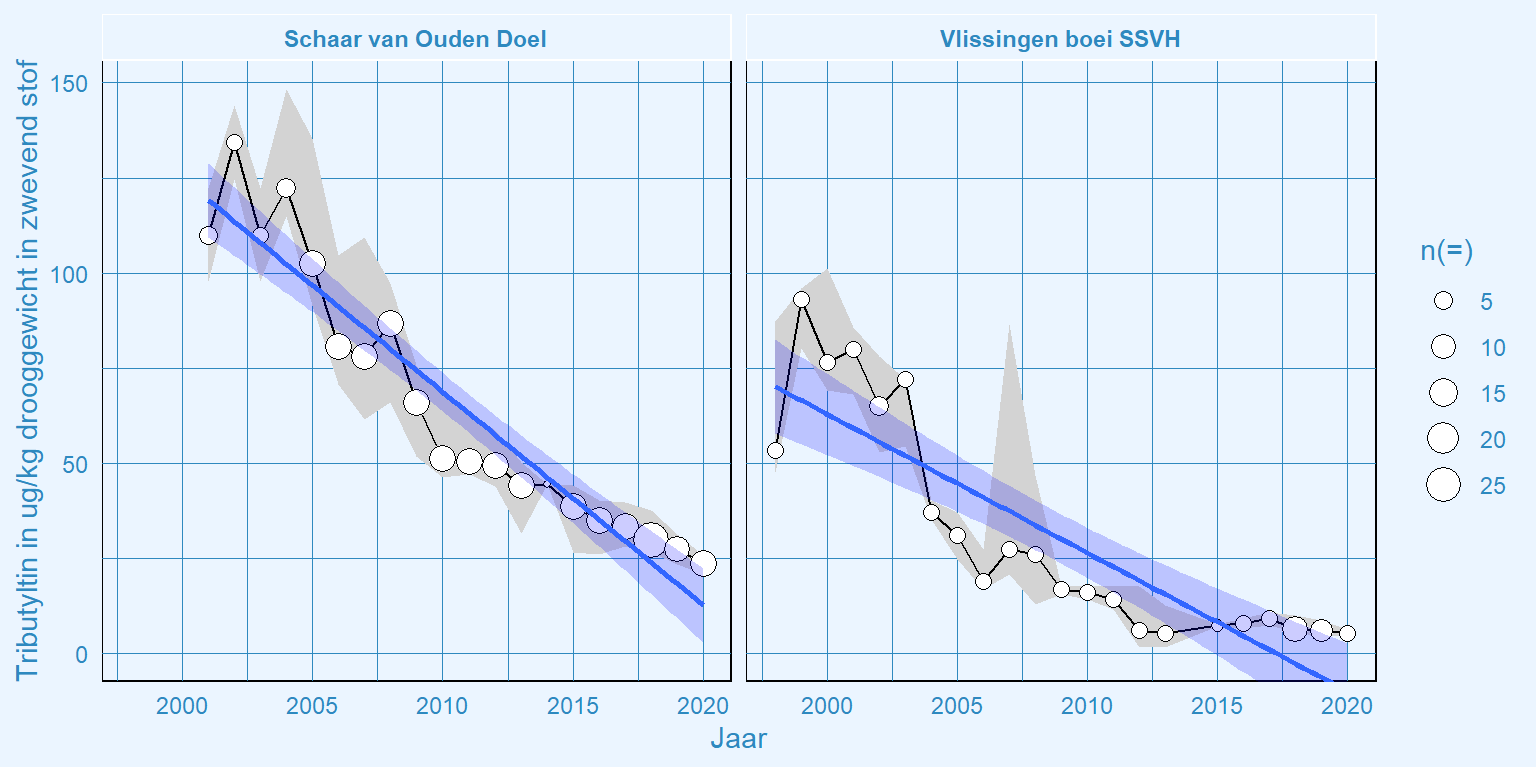 Schaar van Ouden Doel
Vlissingen boei SSVH
Tributyltin in ug/kg drooggewicht in zwevend stof
150
100
50
0
2000 2005 2010 2015 2020
2000 2005 2010 2015 2020
Jaar
n(=)
5
10
15
20
25